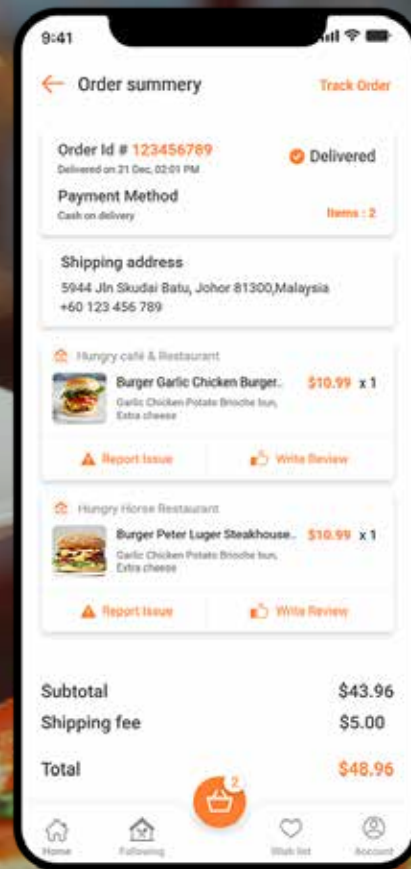 9:41
Order summery
Track Order
Order Id # 123456789
Delivered
Delivered on 21 Dec, 02:01 PM
Payment Method
Cash on delivery
Items : 2
Shipping address
5944 Jln Skudai Batu, Johor 81300,Malaysia
+60 123 456 789
Hungry café & Restaurant
Burger Garlic Chicken Burger.. $10.99 x 1
Garlic Chicken Potato Brioche bun,
Extra cheese
Report Issue
Write Review
Hungry Horse Restaurant
Burger Peter Luger Steakhouse.. $10.99 x 1
Garlic Chicken Potato Brioche bun,
Extra cheese
Report Issue
Write Review
Subtotal $43.96
Shipping fee $5.00
Total $48.96
2
Home
Following
Wish list
Account